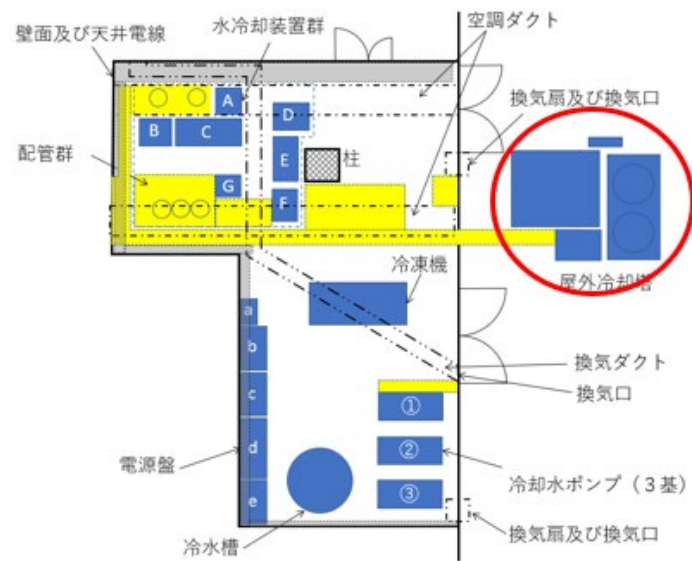 水冷却装置群
空調ダクト
壁面及び天井電線
換気扇及び換気口
A
D
B
C
E
柱
配管群
G
F
冷凍機
屋外冷却塔
a
b
換気ダクト
c
①
換気口
d
②
電源盤
冷却水ポンプ（３基）
e
③
冷水槽
換気扇及び換気口